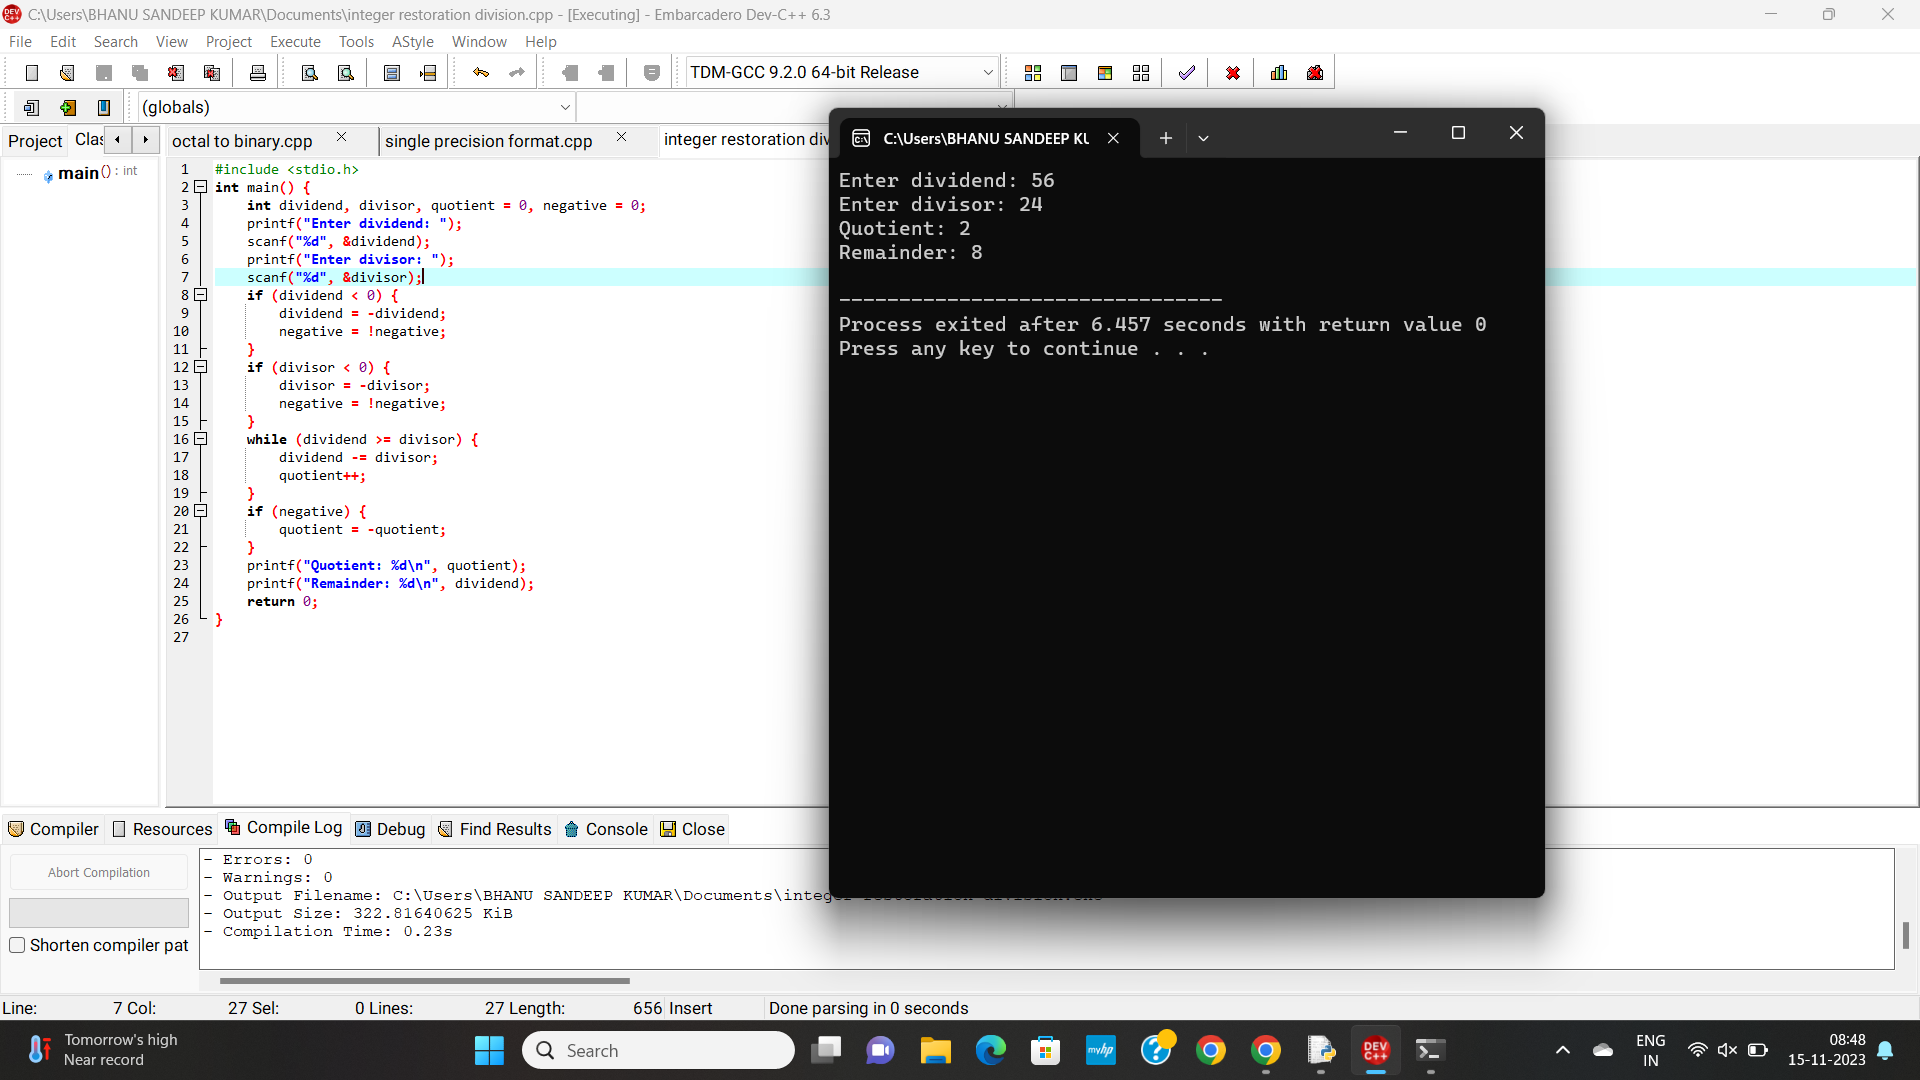 C:\Users\BHANU SANDEEP KUMAR\Documents\integer restoration division.cpp - [Executing] - Embarcadero Dev-C++ 6.3
File Edit Search View Project Execute Tools AStyle Window Help
TDM-GCC 9.2.0 64-bit Release
(globals)
Project Clas octal to binary.cpp single precision format.cpp integer restoration div
main() : int
1 #include <stdio.h>
2 int main() {
3 int dividend, divisor, quotient = 0, negative = 0;
4 printf("Enter dividend: ");
5 scanf("%d", &dividend);
6 printf("Enter divisor: ");
7 scanf("%d", &divisor);
8 if (dividend < 0) {
9 dividend = -dividend;
10 negative = !negative;
11 }
12 if (divisor < 0) {
13 divisor = -divisor;
14 negative = !negative;
15 }
16 while (dividend >= divisor) {
17 dividend -= divisor;
18 quotient++;
19 }
20 if (negative) {
21 quotient = -quotient;
22 }
23 printf("Quotient: %d\n", quotient);
24 printf("Remainder: %d\n", dividend);
25 return 0;
26 }
27
C:\Users\BHANU SANDEEP KU
Enter dividend: 56
Enter divisor: 24
Quotient: 2
Remainder: 8
--------------------------------
Process exited after 6.457 seconds with return value 0
Press any key to continue . . .
Compiler Resources Compile Log Debug Find Results Console Close
Abort Compilation
Shorten compiler pat
- Errors: 0
- Warnings: 0
- Output Filename: C:\Users\BHANU SANDEEP KUMAR\Documents\integer restoration division.exe
- Output Size: 322.81640625 KiB
- Compilation Time: 0.23s
Line: 7 Col: 27 Sel: 0 Lines: 27 Length: 656 Insert Done parsing in 0 seconds
Tomorrow's high
Near record
Search
myhp
DEV
C++
ENG
IN
08:48
15-11-2023